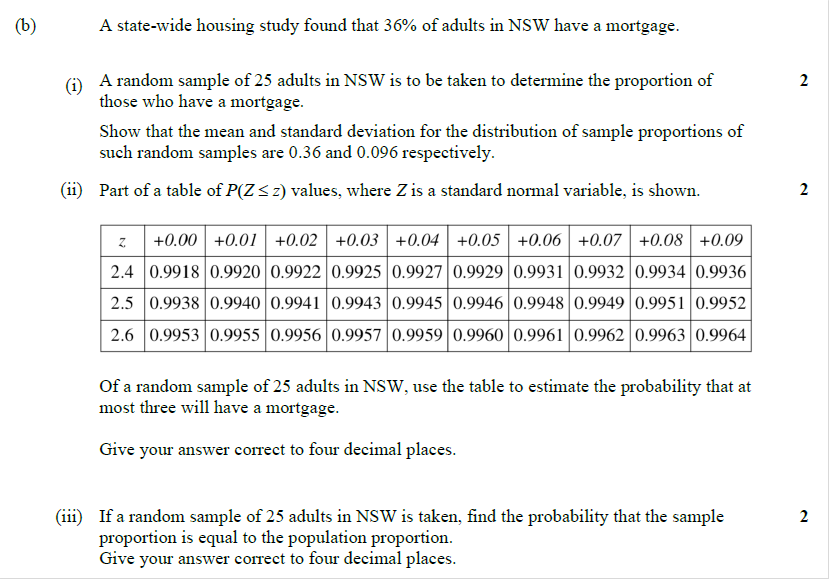 (b) A state-wide housing study found that 36% of adults in NSW have a mortgage.
(i) A random sample of 25 adults in NSW is to be taken to determine the proportion of 2
those who have a mortgage.
Show that the mean and standard deviation for the distribution of sample proportions of
such random samples are 0.36 and 0.096 respectively.
(ii) Part of a table of P(Z ≤ z) values, where Z is a standard normal variable, is shown. 2
z +0.00 +0.01 +0.02 +0.03 +0.04 +0.05 +0.06 +0.07 +0.08 +0.09
2.4 0.9918 0.9920 0.9922 0.9925 0.9927 0.9929 0.9931 0.9932 0.9934 0.9936
2.5 0.9938 0.9940 0.9941 0.9943 0.9945 0.9946 0.9948 0.9949 0.9951 0.9952
2.6 0.9953 0.9955 0.9956 0.9957 0.9959 0.9960 0.9961 0.9962 0.9963 0.9964
Of a random sample of 25 adults in NSW, use the table to estimate the probability that at
most three will have a mortgage.
Give your answer correct to four decimal places.
(iii) If a random sample of 25 adults in NSW is taken, find the probability that the sample 2
proportion is equal to the population proportion.
Give your answer correct to four decimal places.